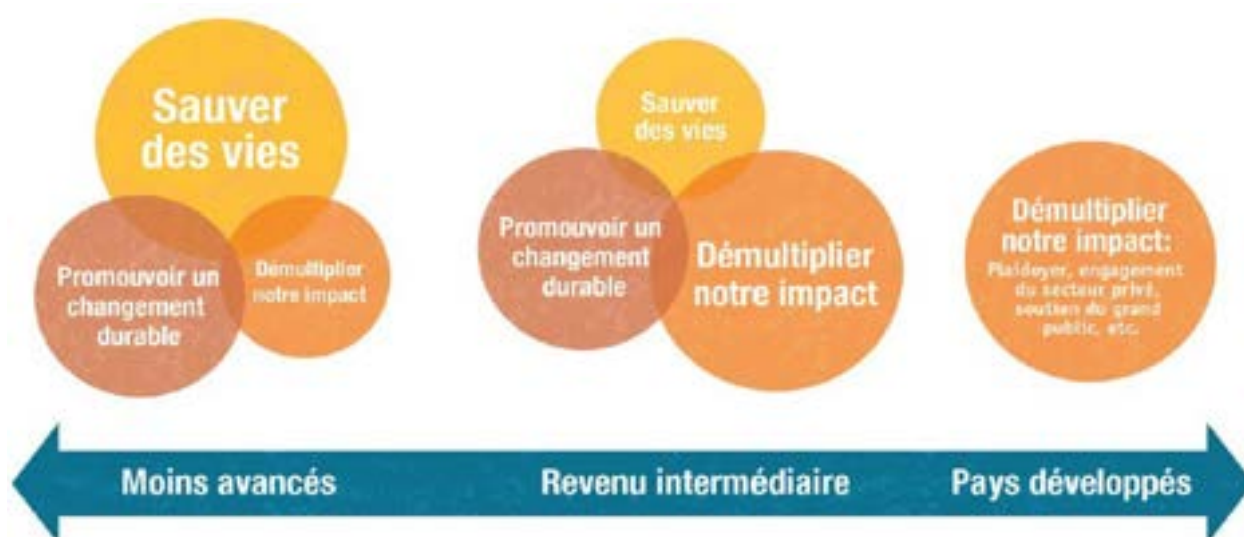 Sauver
des vies
Promouvoir un
changement
durable
Démultiplier
notre impact
Sauver
des vies
Promouvoir un
changement
durable
Démultiplier
notre impact
Démultiplier
notre impact:
Plaidoyer, engagement
du secteur privé,
soutien du grand
public, etc.
Moins avancés
Revenu intermédiaire
Pays développés